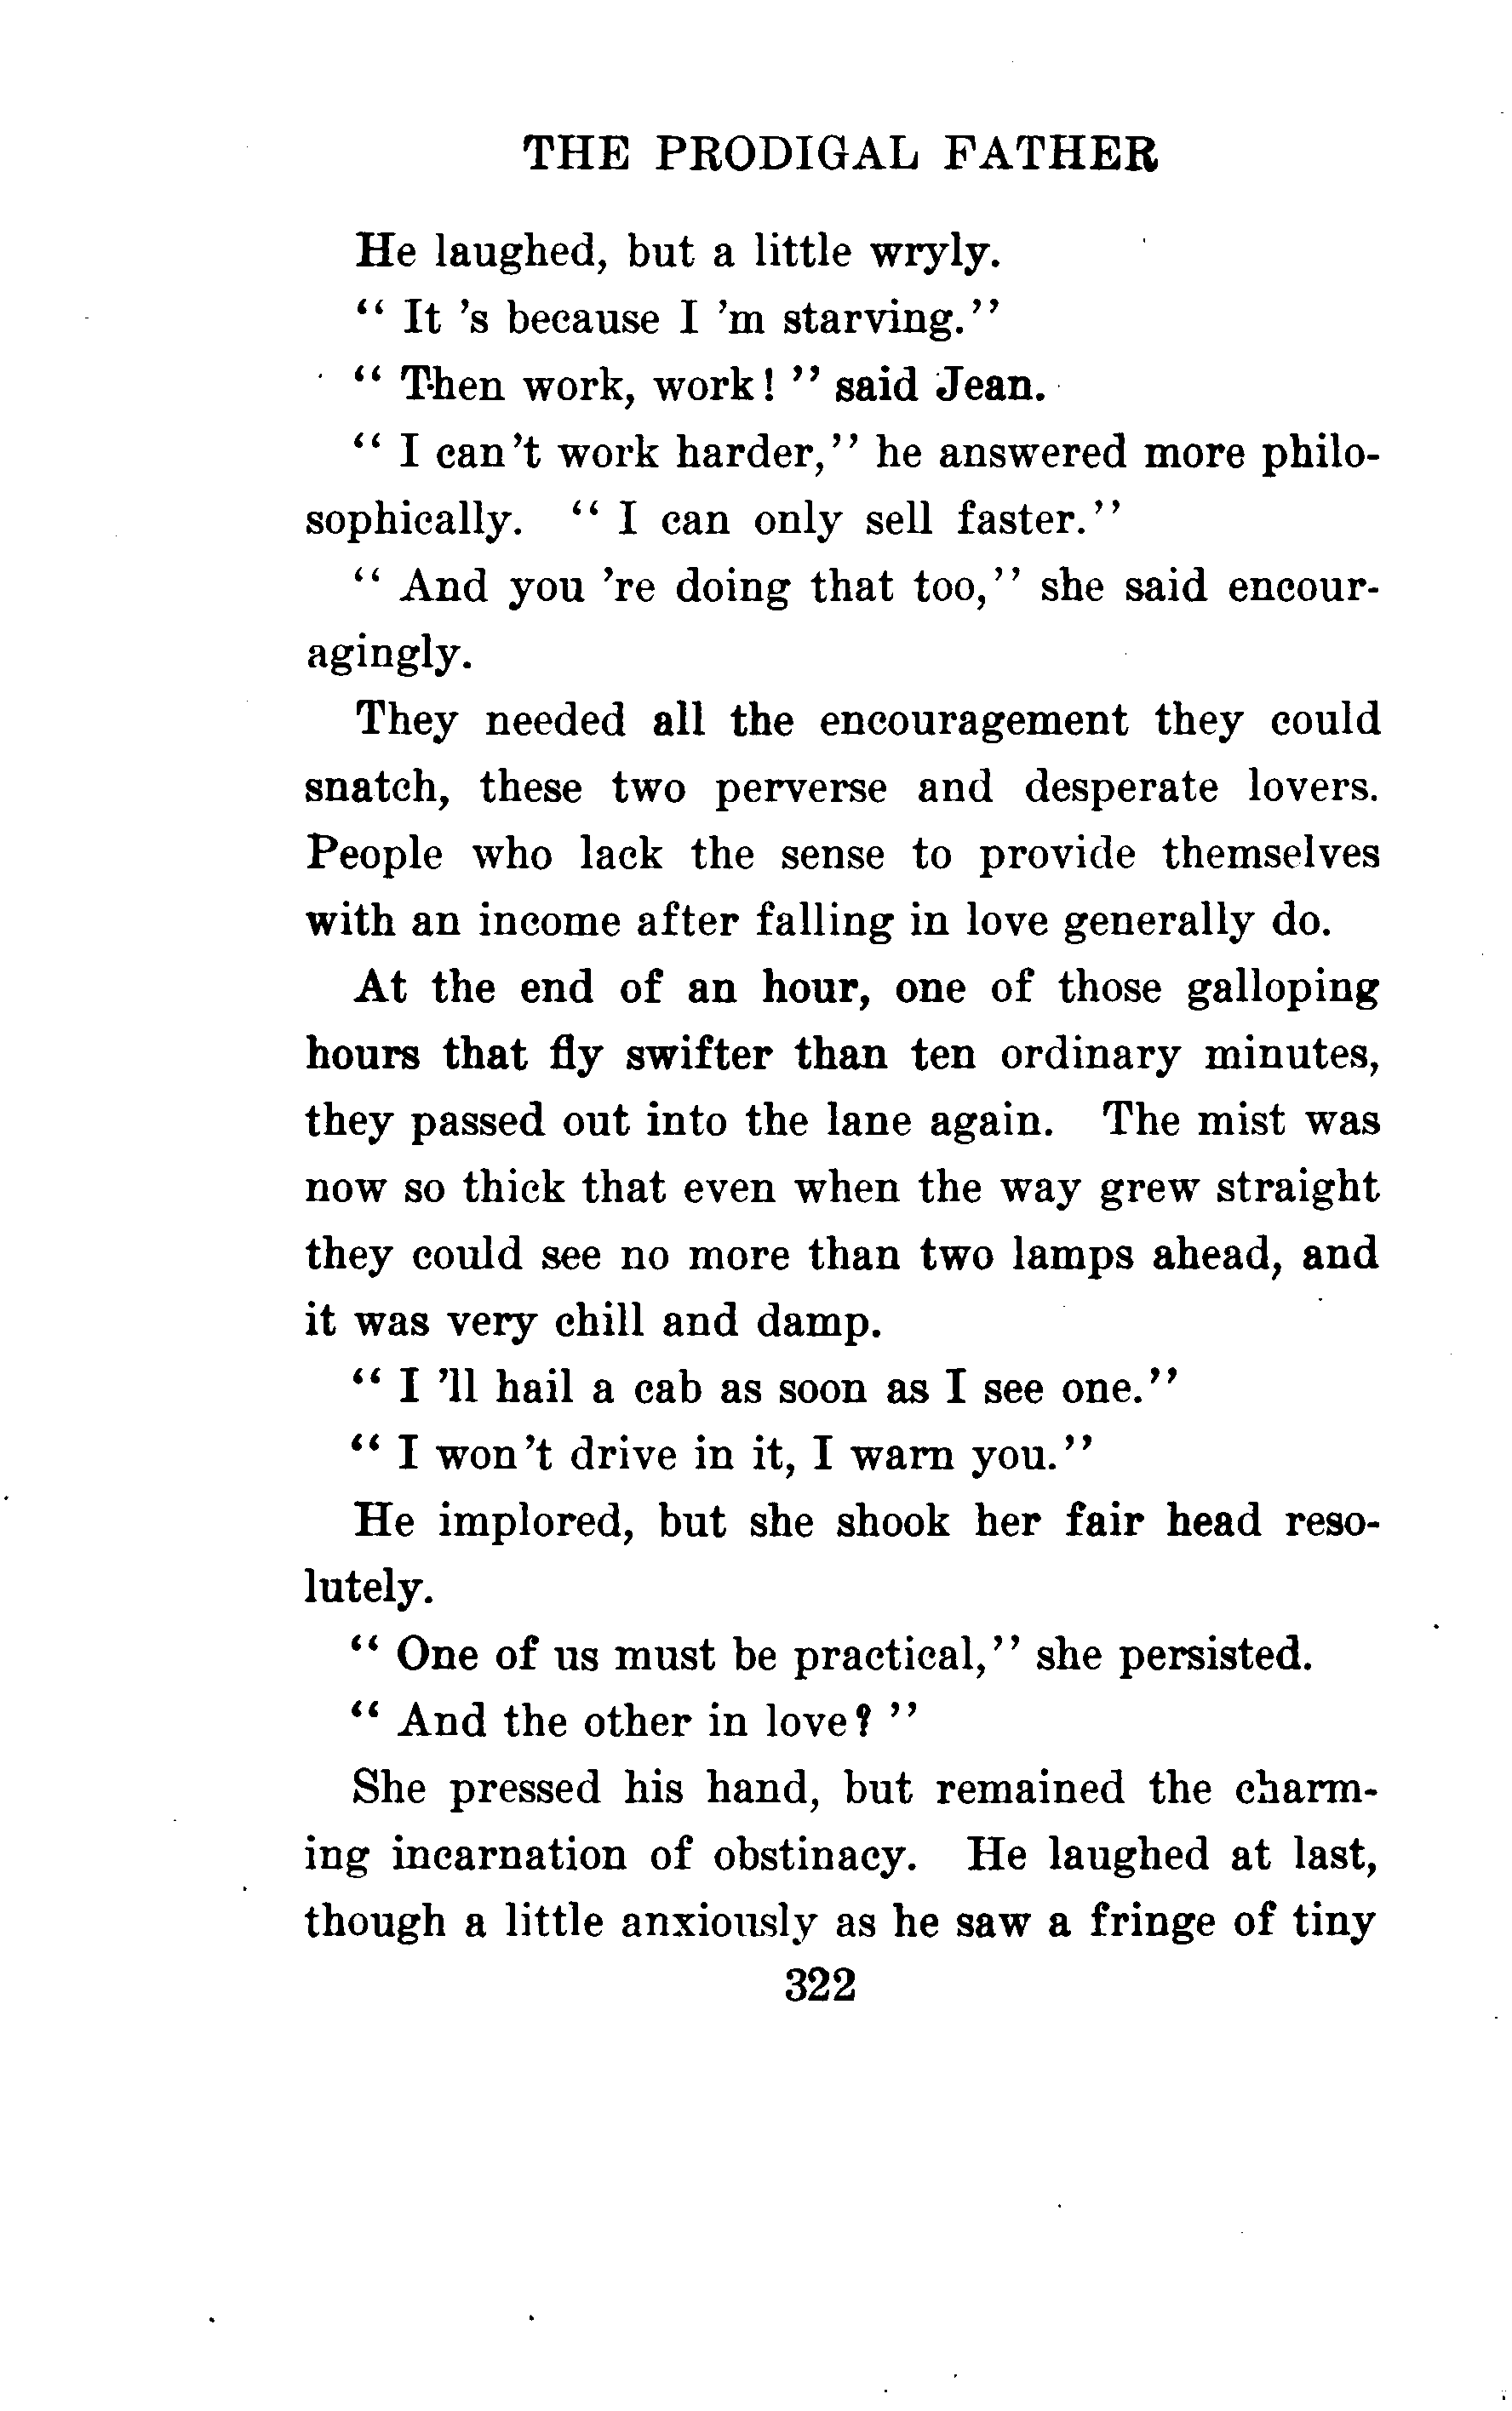 THE PRODIGAL FATHER
He laughed, but a little wryly.
“ It ’s because I ’m starving.”
“ Then work, work! ” said Jean.
“ I can’t work harder,” he answered more philo-
sophically. “ I can only sell faster.”
“ And you ’re doing that too,” she said encour-
agingly.
They needed all the encouragement they could
snatch, these two perverse and desperate lovers.
People who lack the sense to provide themselves
with an income after falling in love generally do.
At the end of an hour, one of those galloping
hours that fly swifter than ten ordinary minutes,
they passed out into the lane again. The mist was
now so thick that even when the way grew straight
they could see no more than two lamps ahead, and
it was very chill and damp.
“ I ’ll hail a cab as soon as I see one.”
“ I won’t drive in it, I warn you.”
He implored, but she shook her fair head reso-
lutely.
“ One of us must be practical,” she persisted.
“ And the other in love? ”
She pressed his hand, but remained the charm-
ing incarnation of obstinacy. He laughed at last,
though a little anxiously as he saw a fringe of tiny
322